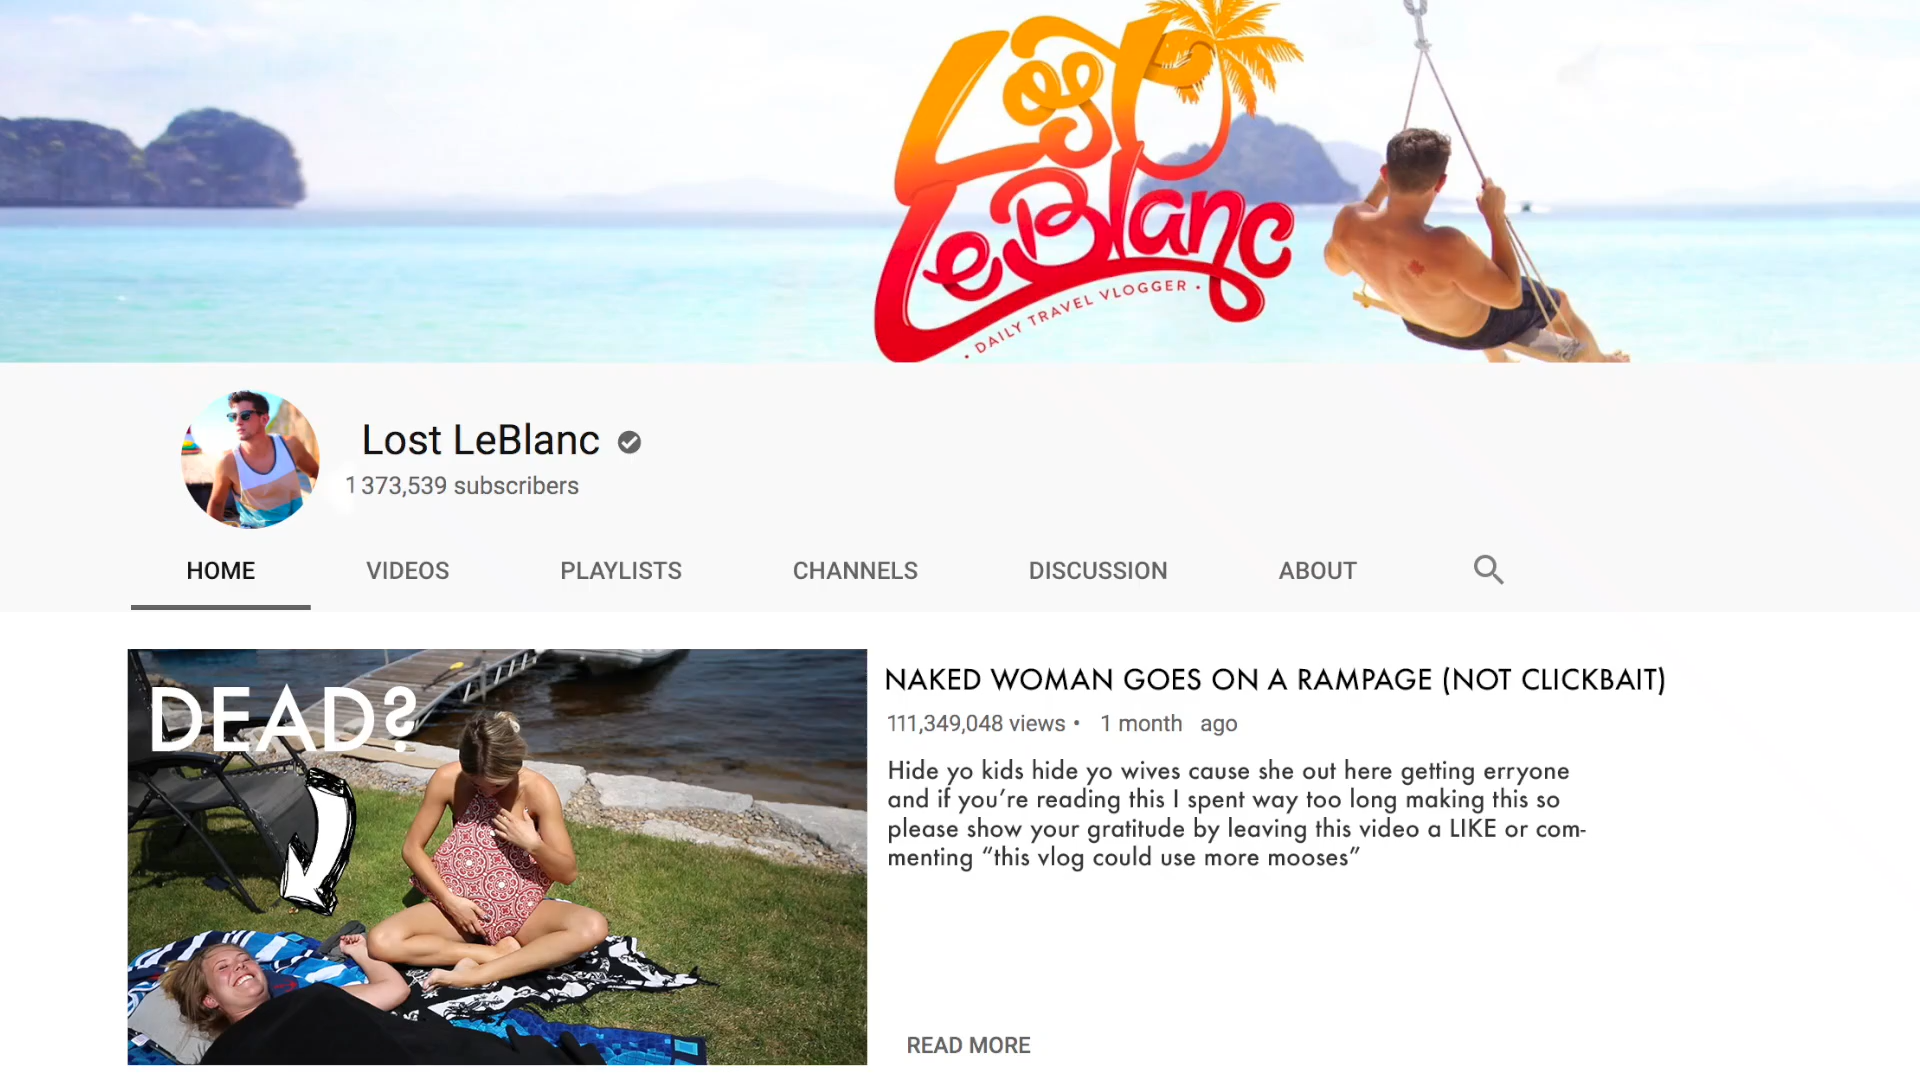 Lost
LeBlanc
• DAILY TRAVEL VLOGGER •
Lost LeBlanc
1 373,539 subscribers
HOME VIDEOS PLAYLISTS CHANNELS DISCUSSION ABOUT
DEAD?
NAKED WOMAN GOES ON A RAMPAGE (NOT CLICKBAIT)
111,349,048 views • 1 month ago
Hide yo kids hide yo wives cause she out here getting erryone
and if you’re reading this I spent way too long making this so
please show your gratitude by leaving this video a LIKE or com-
menting “this vlog could use more mooses”
READ MORE